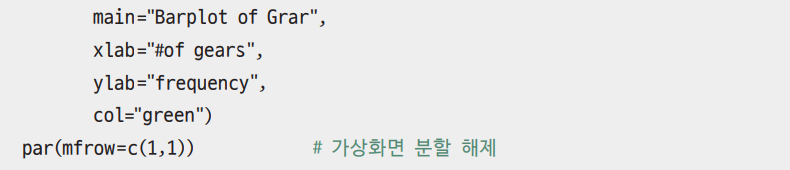 main="Barplot of Grar",
xlab="#of gears",
ylab="frequency",
col="green")
par(mfrow=c(1,1)) # 가상화면 분할 해제